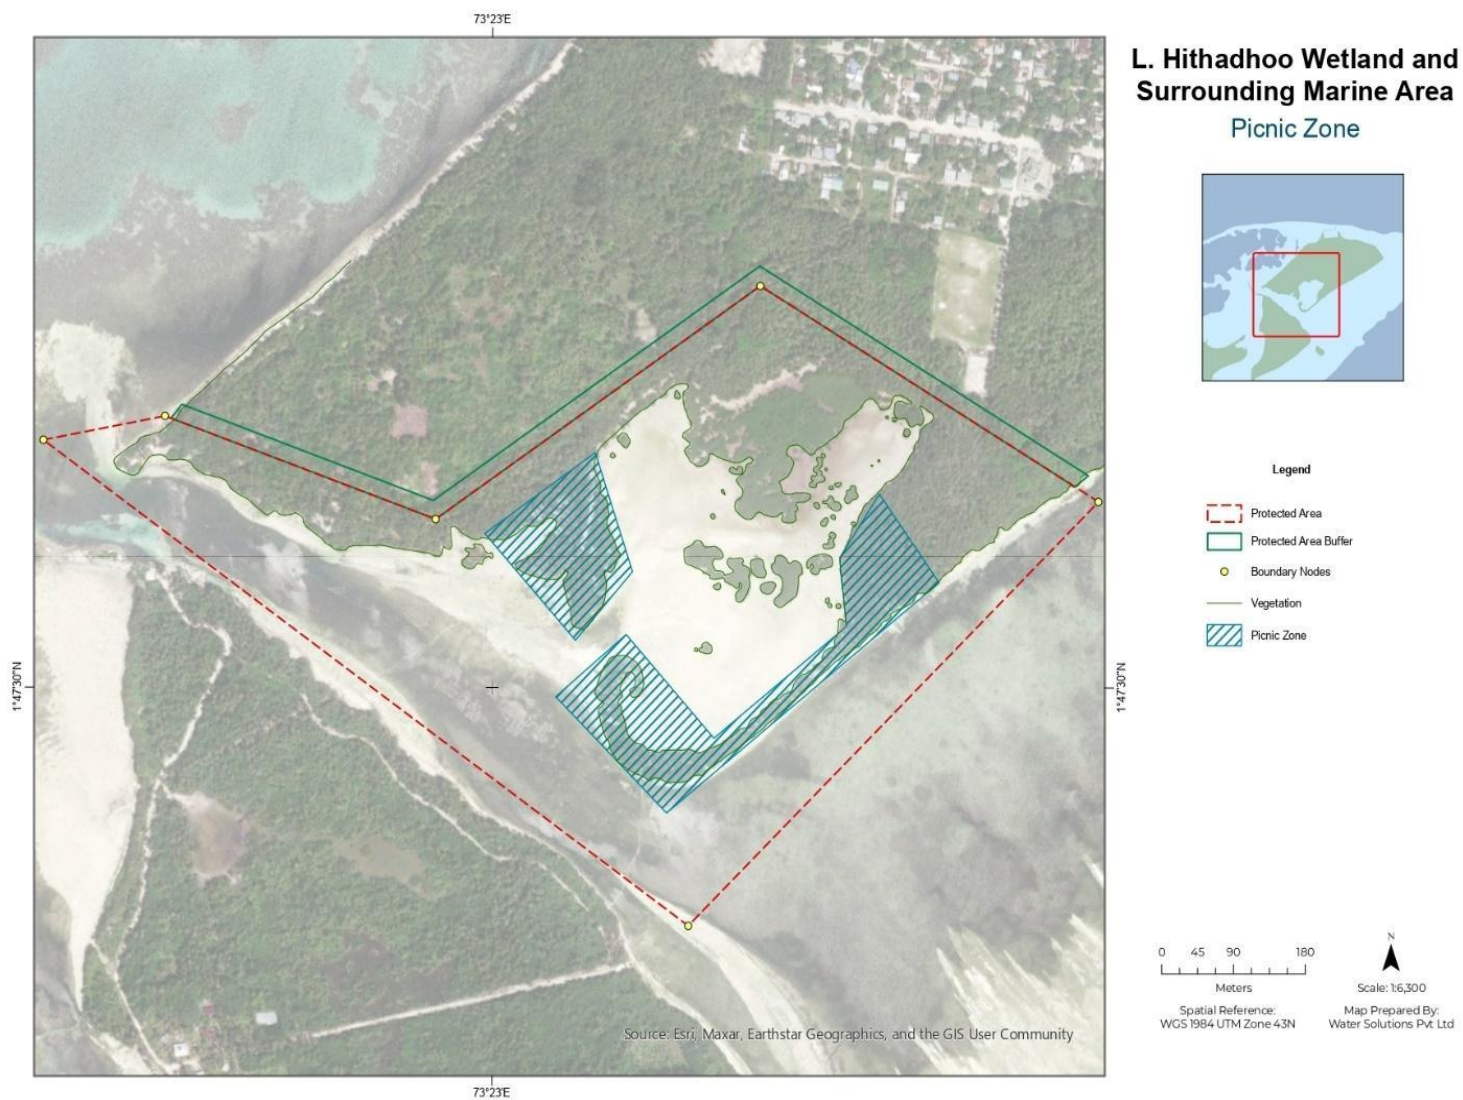 73°23'E
L. Hithadhoo Wetland and
Surrounding Marine Area
Picnic Zone
Legend
Protected Area
Protected Area Buffer
Boundary Nodes
Vegetation
Picnic Zone
1°47'30"N
1°47'30"N
0 45 90 180
Meters
Spatial Reference:
WGS 1984 UTM Zone 43N
N
Scale: 1:6,300
Map Prepared By:
Water Solutions Pvt Ltd
Source: Esri, Maxar, Earthstar Geographics, and the GIS User Community
73°23'E